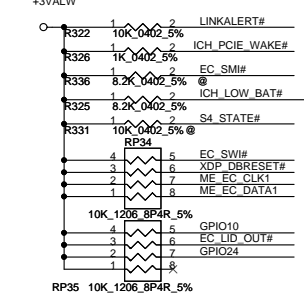 +3VALW
1 2 LINKALERT#
R322 10K_0402_5%
1 2 ICH_PCIE_WAKE#
R326 1K_0402_5%
1 2 EC_SMI#
R336 8.2K_0402_5% @
1 2 ICH_LOW_BAT#
R325 8.2K_0402_5%
1 2 S4_STATE#
R331 10K_0402_5% @
RP34
4 5 EC_SWI#
3 6 XDP_DBRESET#
2 7 ME_EC_CLK1
1 8 ME_EC_DATA1
10K_1206_8P4R_5%
4 5 GPIO10
3 6 EC_LID_OUT#
2 7 GPIO24
1 8
RP35 10K_1206_8P4R_5%